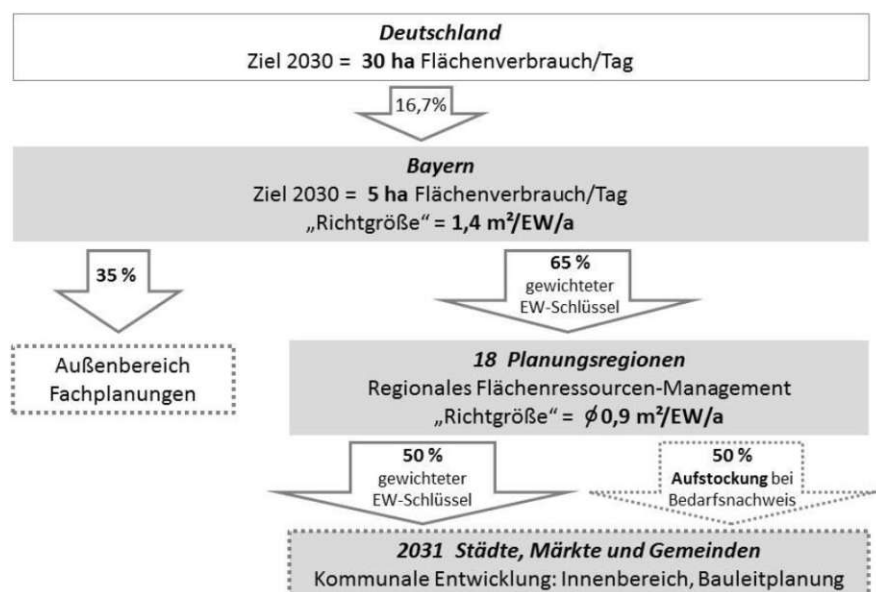 Deutschland
Ziel 2030 = 30 ha Flächenverbrauch/Tag
16,7%
Bayern
Ziel 2030 = 5 ha Flächenverbrauch/Tag
„Richtgröße“ = 1,4 m²/EW/a
35 %
65 %
gewichteter
EW-Schlüssel
Außenbereich
Fachplanungen
18 Planungsregionen
Regionales Flächenressourcen-Management
„Richtgröße“ = ∅ 0,9 m²/EW/a
50 %
gewichteter
EW-Schlüssel
50 %
Aufstockung bei
Bedarfsnachweis
2031 Städte, Märkte und Gemeinden
Kommunale Entwicklung: Innenbereich, Bauleitplanung